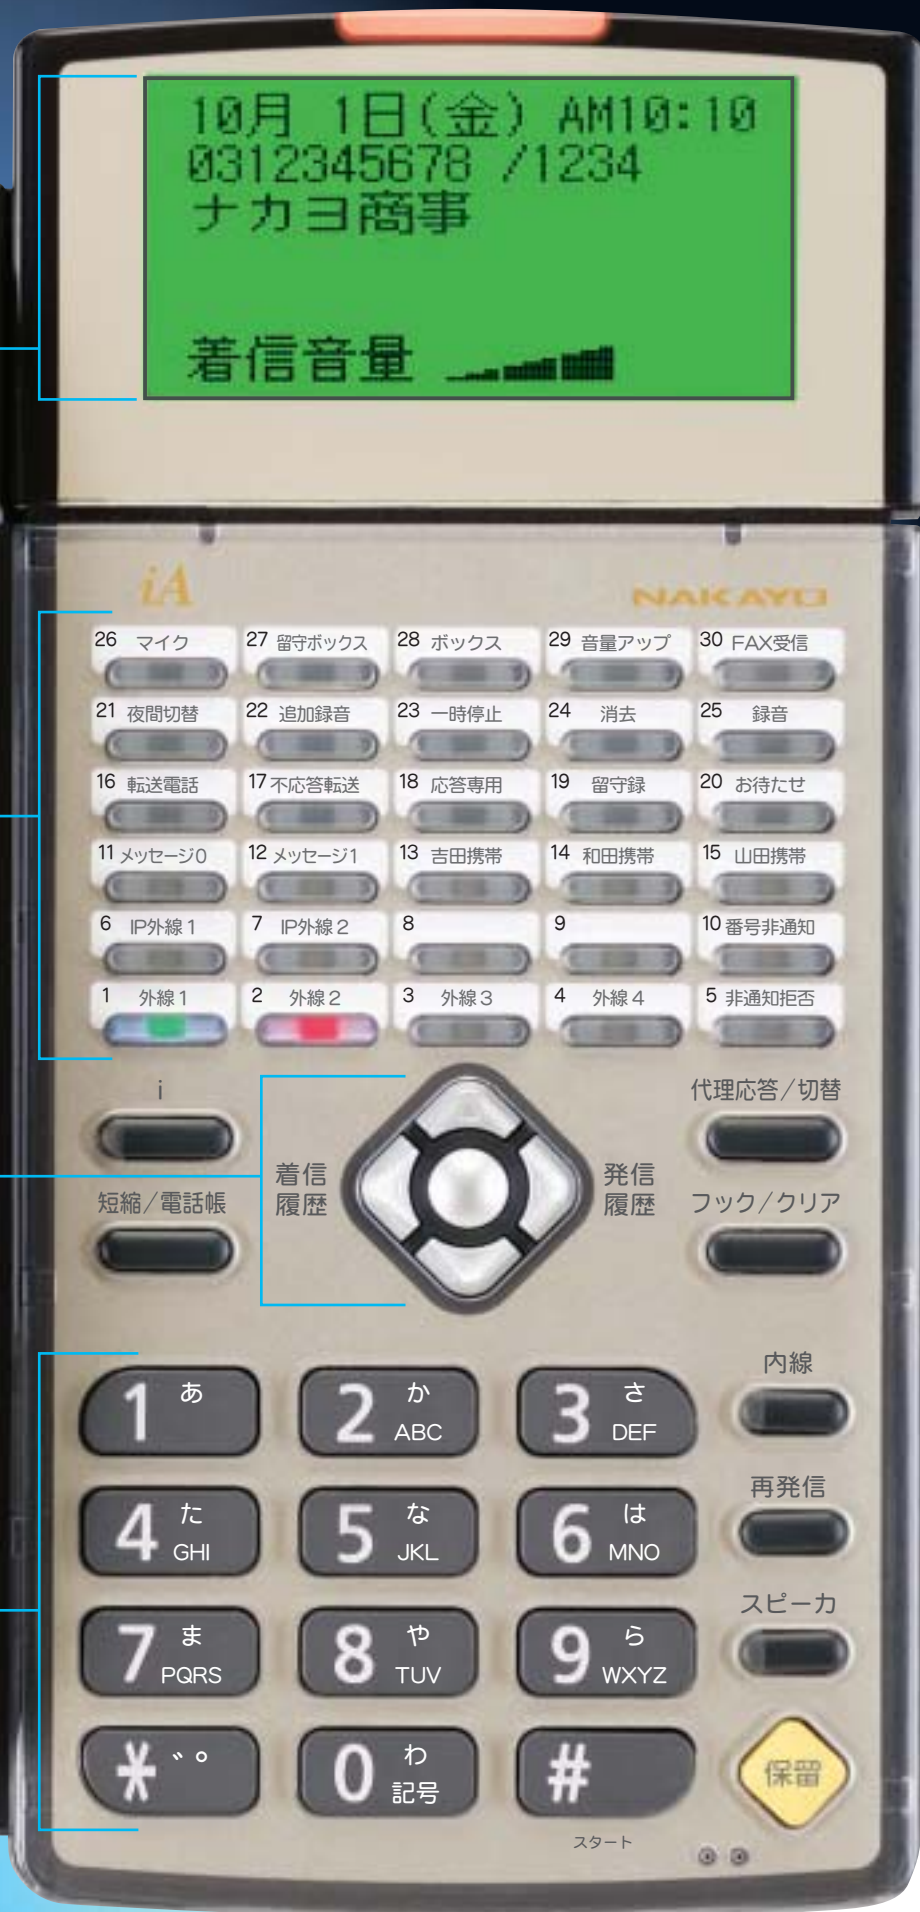 10月 1日(金) AM10:10
0312345678 /1234
ナカヨ商事
着信音量
iA
NAKAYO
26 マイク 27 留守ボックス 28 ボックス 29 音量アップ 30 FAX受信
21 夜間切替 22 追加録音 23 一時停止 24 消去 25 録音
16 転送電話 17 不応答転送 18 応答専用 19 留守録 20 お待たせ
11 メッセージ0 12 メッセージ1 13 吉田携帯 14 和田携帯 15 山田携帯
6 IP外線1 7 IP外線2 8 9 10 番号非通知
1 外線1 2 外線2 3 外線3 4 外線4 5 非通知拒否
i 代理応答/切替
着信 発信
短縮/電話帳 履歴 履歴 フック/クリア
内線
1 あ 2 か ABC 3 さ DEF
再発信
4 た GHI 5 な JKL 6 は MNO
スピーカ
7 ま PQRS 8 や TUV 9 ら WXYZ
* ゛゜ 0 わ 記号 # 保留
スタート